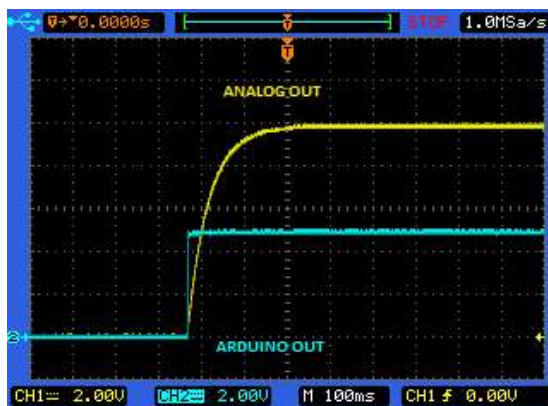 T→▼0.0000s T STOP 1.0MSa/s
T
ANALOG OUT
2
ARDUINO OUT
CH1 2.00V CH2 2.00V M 100ms CH1 0.00V